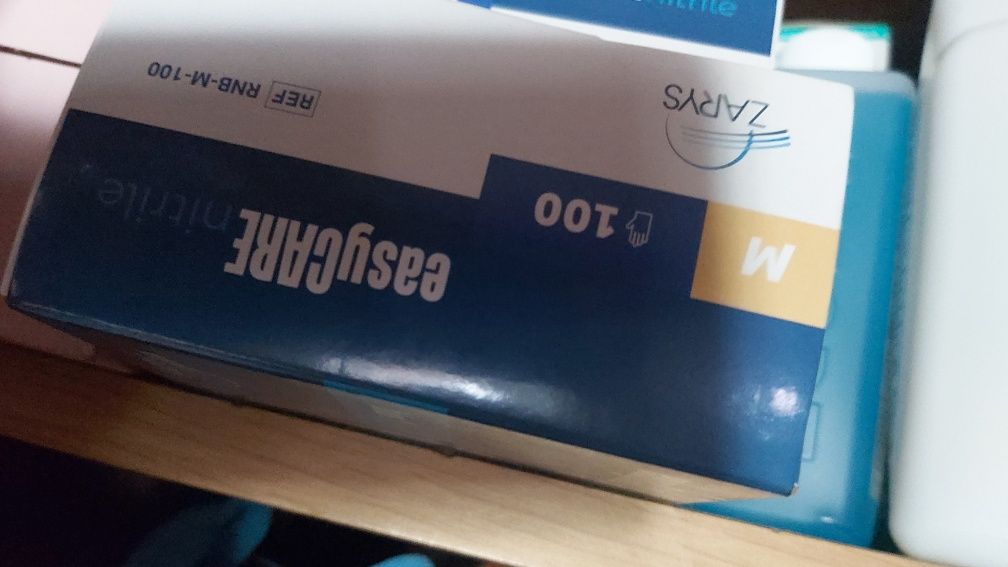 easyCARE nitrile
M
100
ZARYS
REF RNB-M-100
nitrile